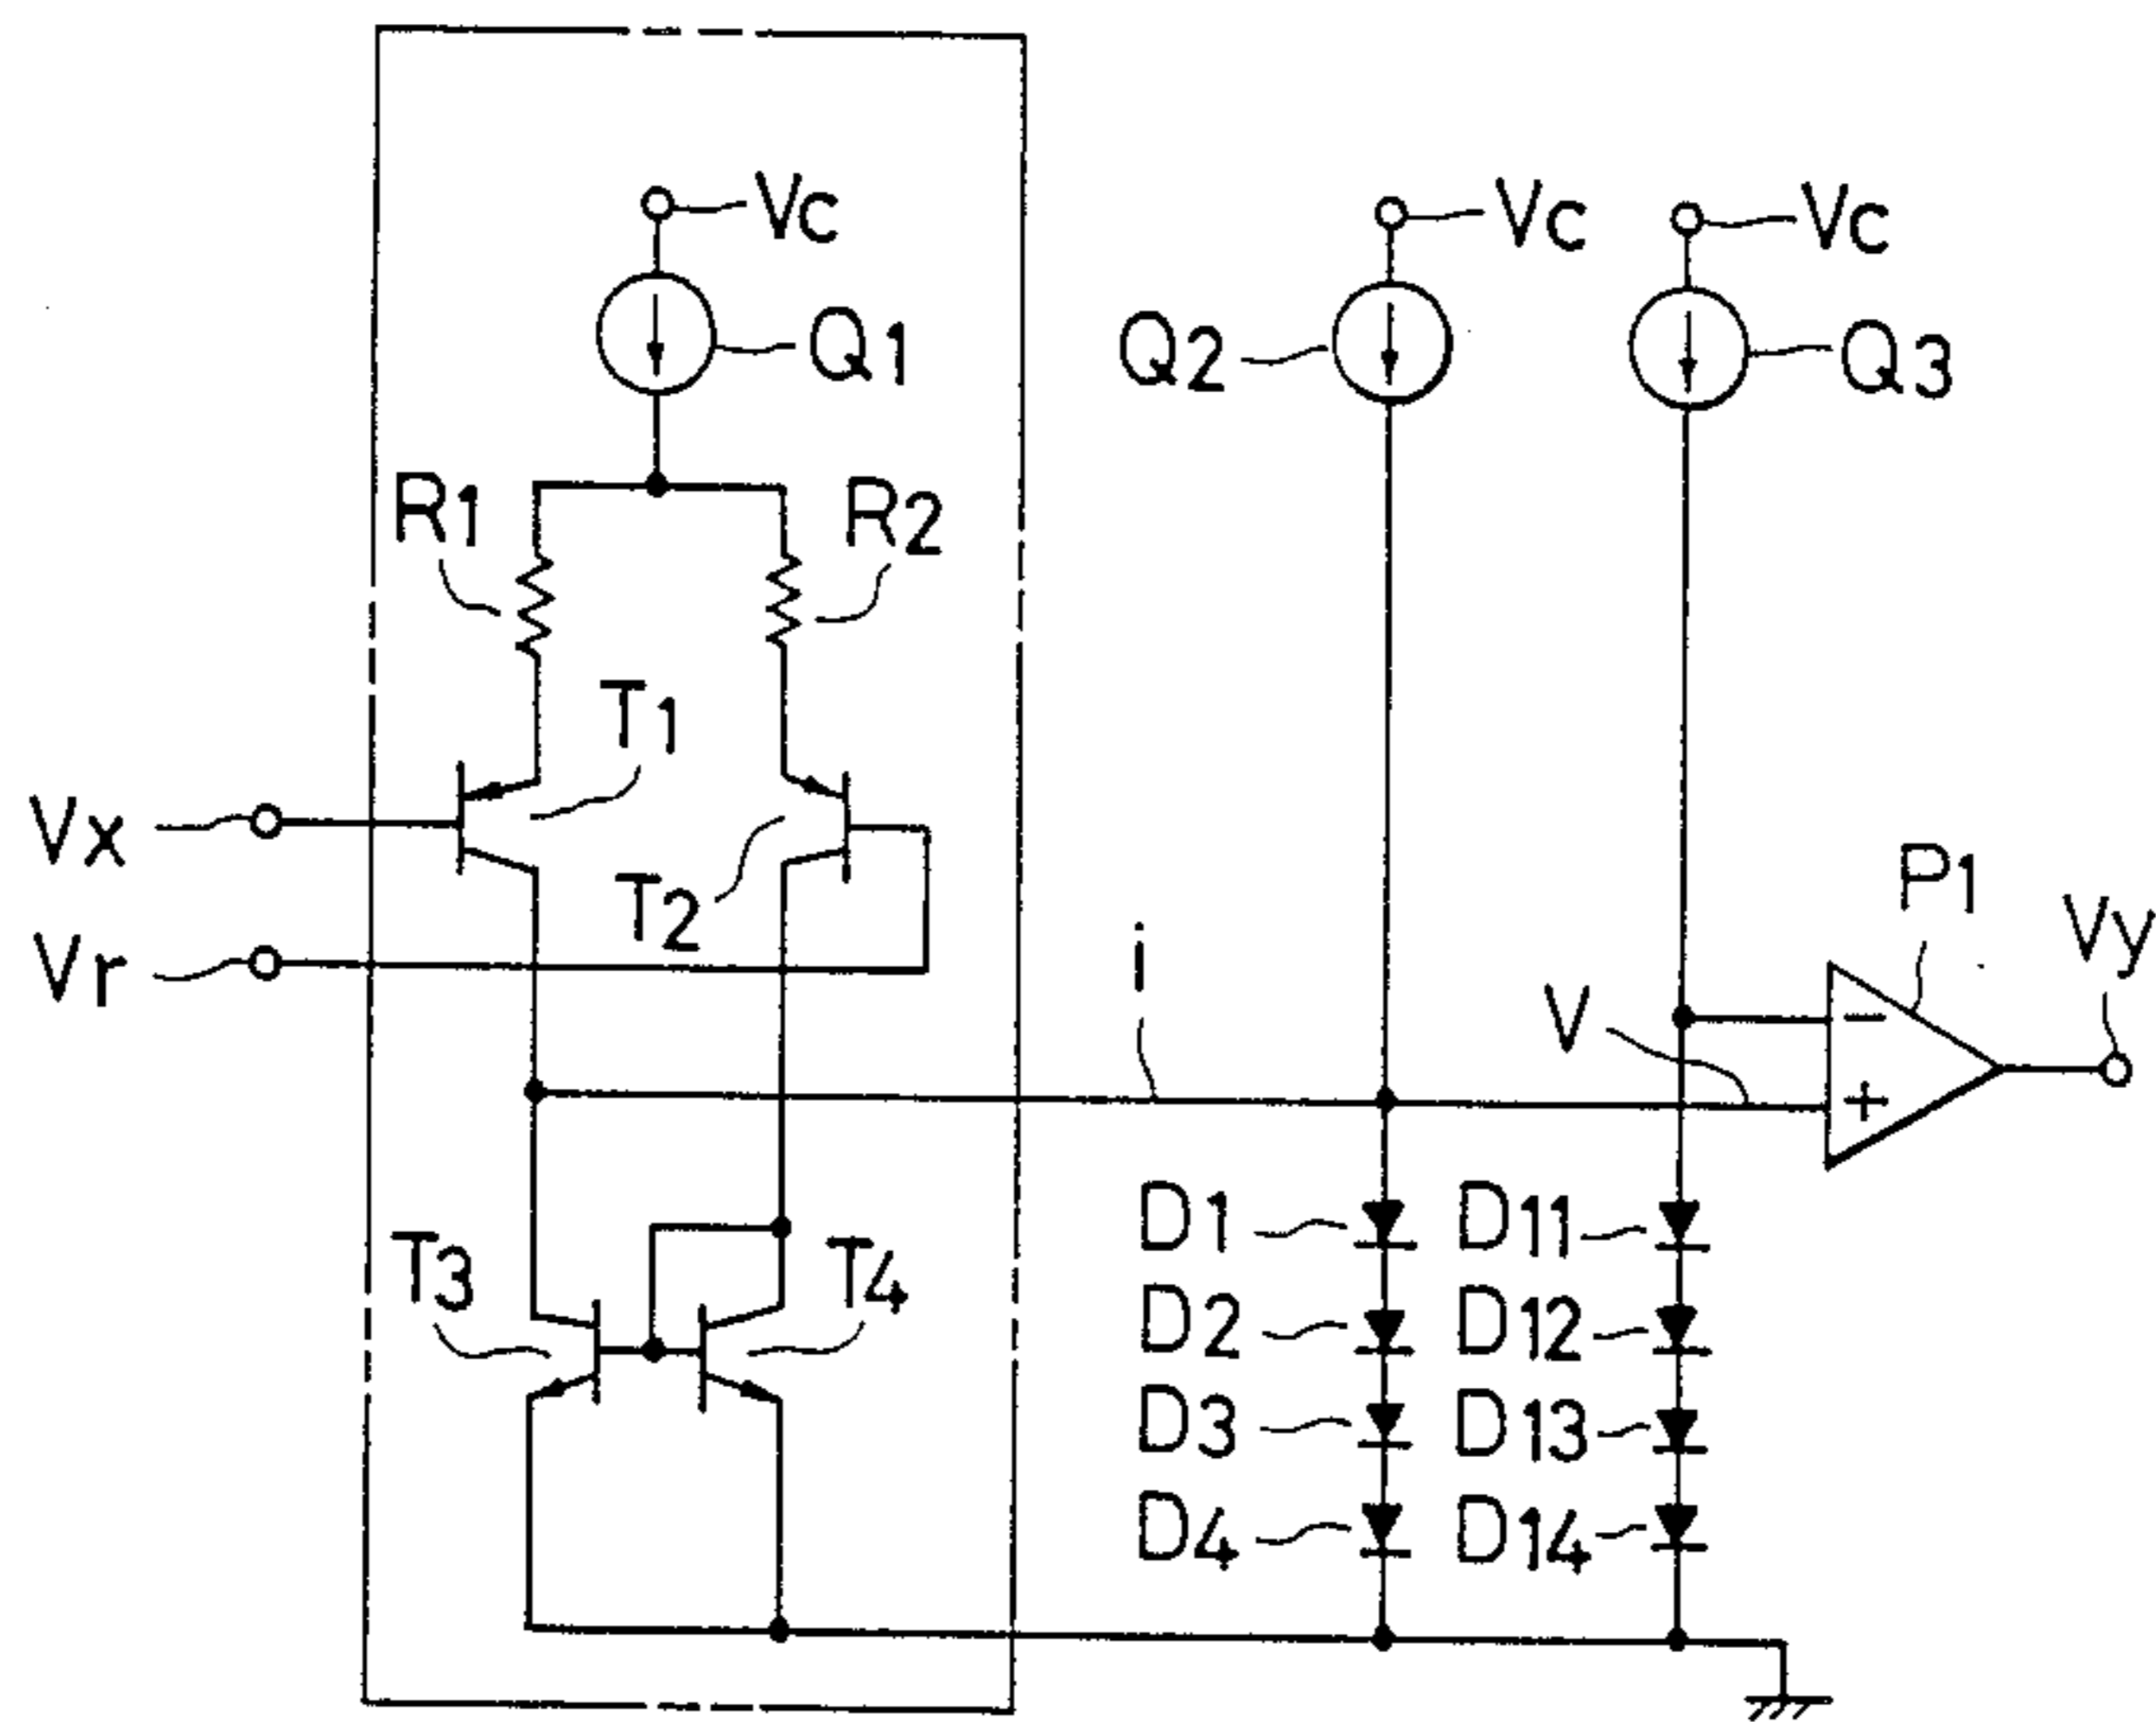 Vc
Vc
Vc
Q1
Q2
Q3
R1
R2
T1
Vx
T2
P1
Vy
Vr
i
V
−
+
D1
D11
T3
T4
D2
D12
D3
D13
D4
D14